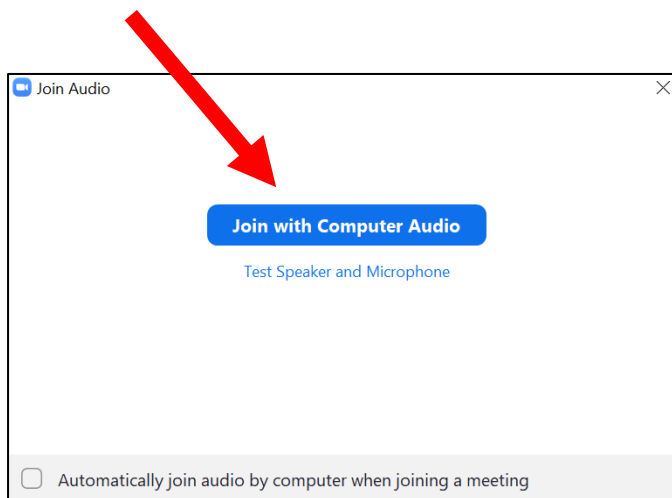 Join Audio
Join with Computer Audio
Test Speaker and Microphone
Automatically join audio by computer when joining a meeting